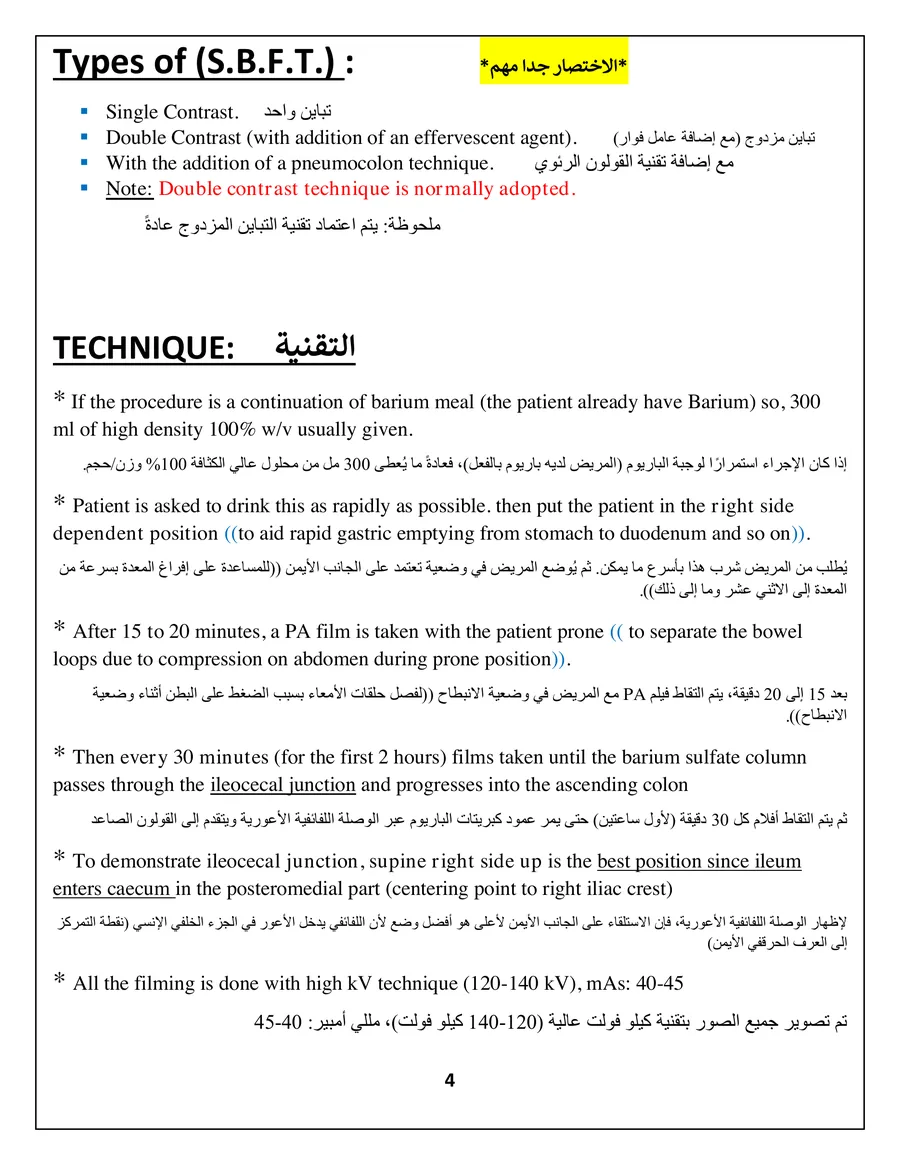 Types of (S.B.F.T.) : *الاختصار جدا مهم*
▪ Single Contrast. تباين واحد
▪ Double Contrast (with addition of an effervescent agent). تباين مزدوج (مع إضافة عامل فوار)
▪ With the addition of a pneumocolon technique. مع إضافة تقنية القولون الرئوي
▪ Note: Double contrast technique is normally adopted.
ملحوظة: يتم اعتماد تقنية التباين المزدوج عادةً
TECHNIQUE: التقنية
* If the procedure is a continuation of barium meal (the patient already have Barium) so, 300
ml of high density 100% w/v usually given.
إذا كان الإجراء استمرارًا لوجبة الباريوم (المريض لديه باريوم بالفعل)، فعادةً ما يُعطى 300 مل من محلول عالي الكثافة 100% وزن/حجم.
* Patient is asked to drink this as rapidly as possible. then put the patient in the right side
dependent position ((to aid rapid gastric emptying from stomach to duodenum and so on)).
يُطلب من المريض شرب هذا بأسرع ما يمكن. ثم يُوضع المريض في وضعية تعتمد على الجانب الأيمن ((للمساعدة على إفراغ المعدة بسرعة من
المعدة إلى الاثني عشر وما إلى ذلك)).
* After 15 to 20 minutes, a PA film is taken with the patient prone (( to separate the bowel
loops due to compression on abdomen during prone position)).
بعد 15 إلى 20 دقيقة، يتم التقاط فيلم PA مع المريض في وضعية الانبطاح ((لفصل حلقات الأمعاء بسبب الضغط على البطن أثناء وضعية
الانبطاح)).
* Then every 30 minutes (for the first 2 hours) films taken until the barium sulfate column
passes through the ileocecal junction and progresses into the ascending colon
ثم يتم التقاط أفلام كل 30 دقيقة (لأول ساعتين) حتى يمر عمود كبريتات الباريوم عبر الوصلة اللفائفية الأعورية ويتقدم إلى القولون الصاعد
* To demonstrate ileocecal junction, supine right side up is the best position since ileum
enters caecum in the posteromedial part (centering point to right iliac crest)
لإظهار الوصلة اللفائفية الأعورية، فإن الاستلقاء على الجانب الأيمن لأعلى هو أفضل وضع لأن اللفائفي يدخل الأعور في الجزء الخلفي الإنسي (نقطة التمركز
إلى العرف الحرقفي الأيمن)
* All the filming is done with high kV technique (120-140 kV), mAs: 40-45
تم تصوير جميع الصور بتقنية كيلو فولت عالية (120-140 كيلو فولت)، مللي أمبير: 40-45
4